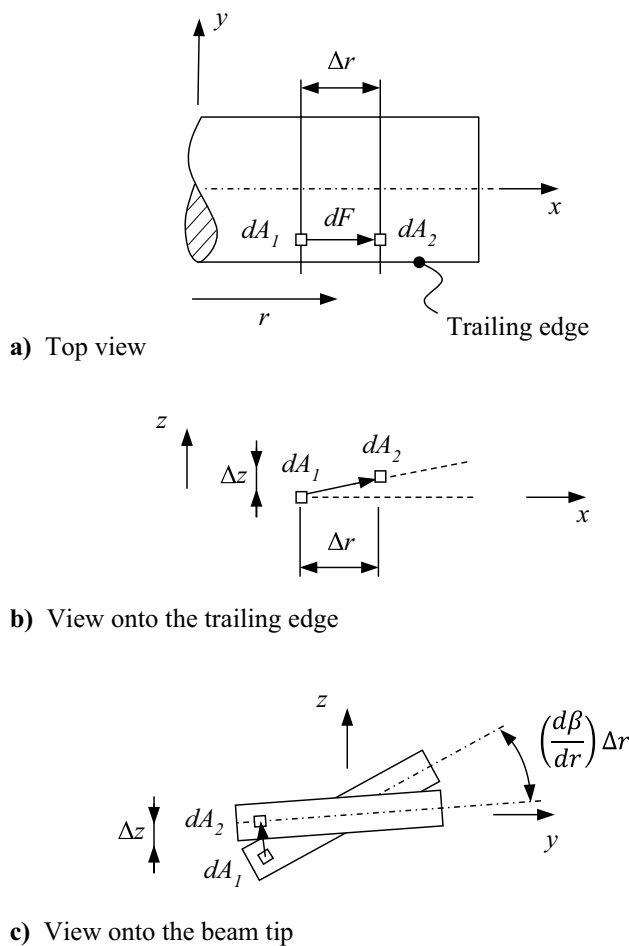 y
Δr
x
dA₁ dF dA₂
r
Trailing edge
a) Top view
z
dA₂
dA₁
Δz
x
Δr
b) View onto the trailing edge
z
(dβ/dr) Δr
dA₂
Δz
y
dA₁
c) View onto the beam tip